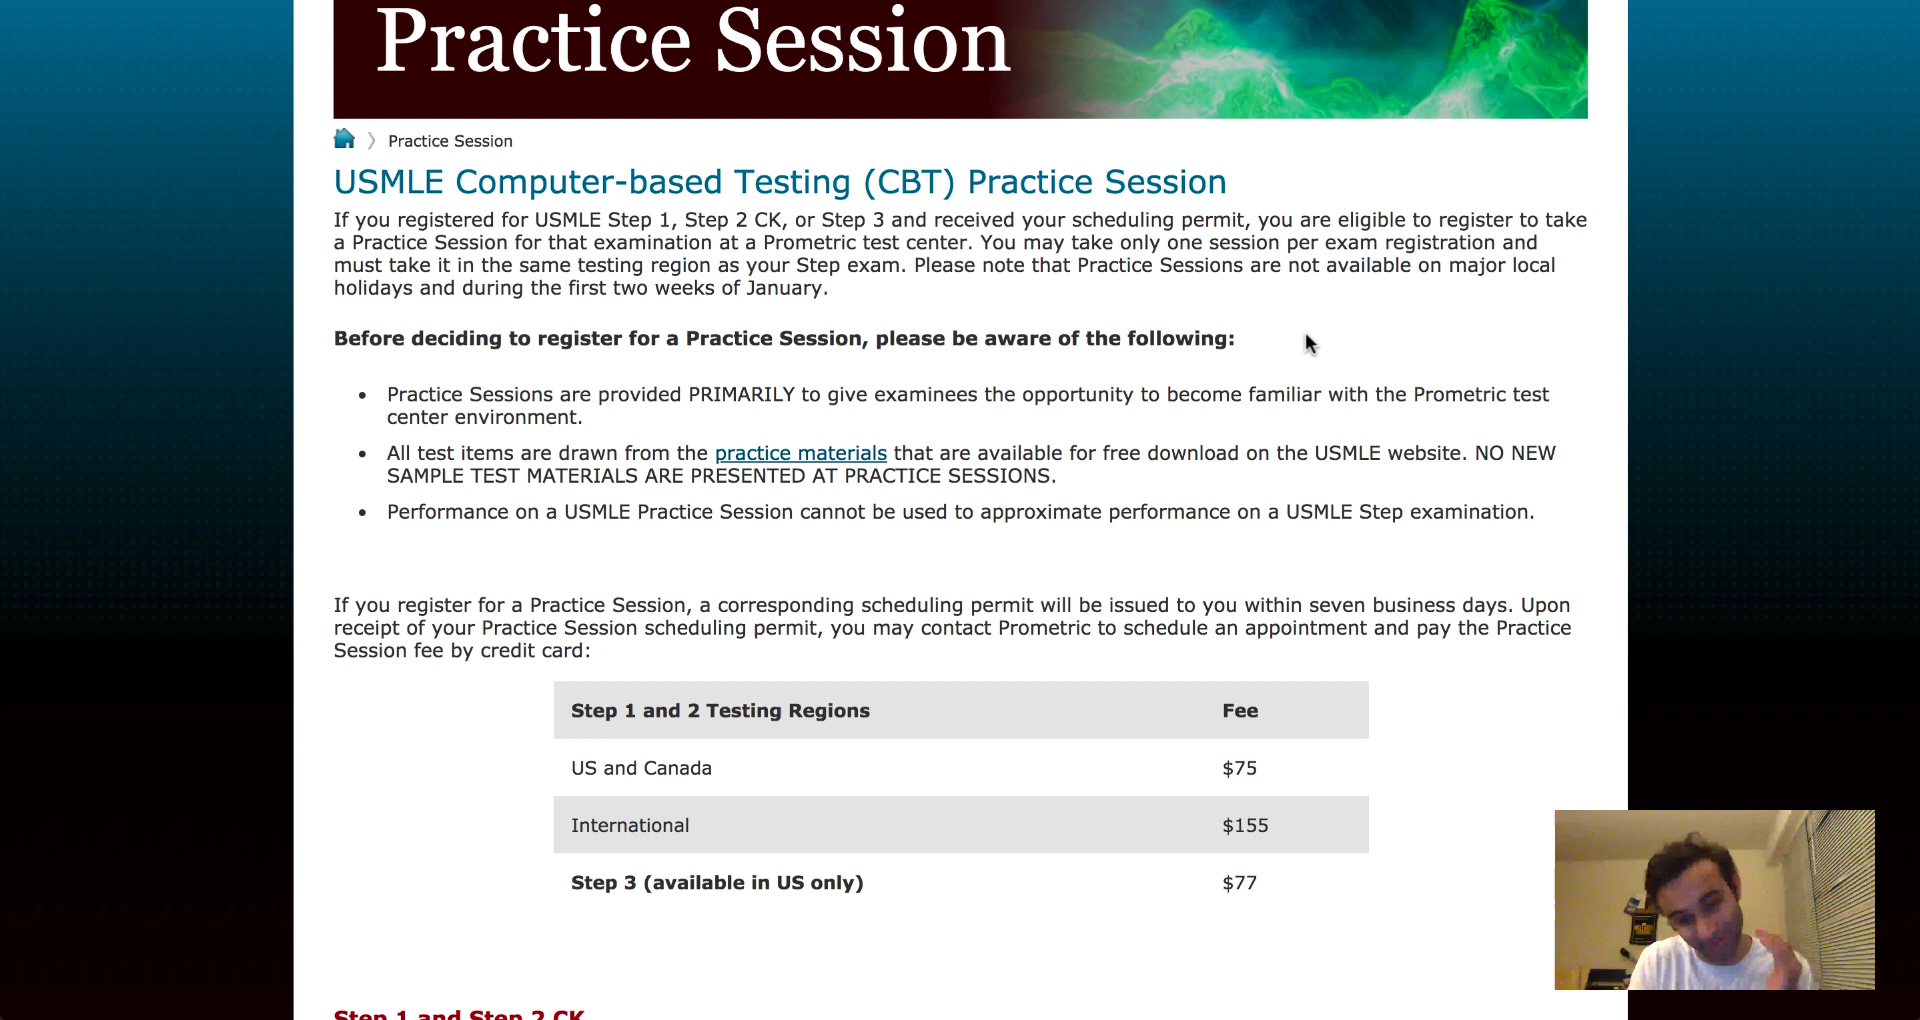 Practice Session
Practice Session
USMLE Computer-based Testing (CBT) Practice Session
If you registered for USMLE Step 1, Step 2 CK, or Step 3 and received your scheduling permit, you are eligible to register to take
a Practice Session for that examination at a Prometric test center. You may take only one session per exam registration and
must take it in the same testing region as your Step exam. Please note that Practice Sessions are not available on major local
holidays and during the first two weeks of January.
Before deciding to register for a Practice Session, please be aware of the following:
• Practice Sessions are provided PRIMARILY to give examinees the opportunity to become familiar with the Prometric test
center environment.
• All test items are drawn from the practice materials that are available for free download on the USMLE website. NO NEW
SAMPLE TEST MATERIALS ARE PRESENTED AT PRACTICE SESSIONS.
• Performance on a USMLE Practice Session cannot be used to approximate performance on a USMLE Step examination.
If you register for a Practice Session, a corresponding scheduling permit will be issued to you within seven business days. Upon
receipt of your Practice Session scheduling permit, you may contact Prometric to schedule an appointment and pay the Practice
Session fee by credit card:
Step 1 and 2 Testing Regions Fee
US and Canada $75
International $155
Step 3 (available in US only) $77
Step 1 and Step 2 CK